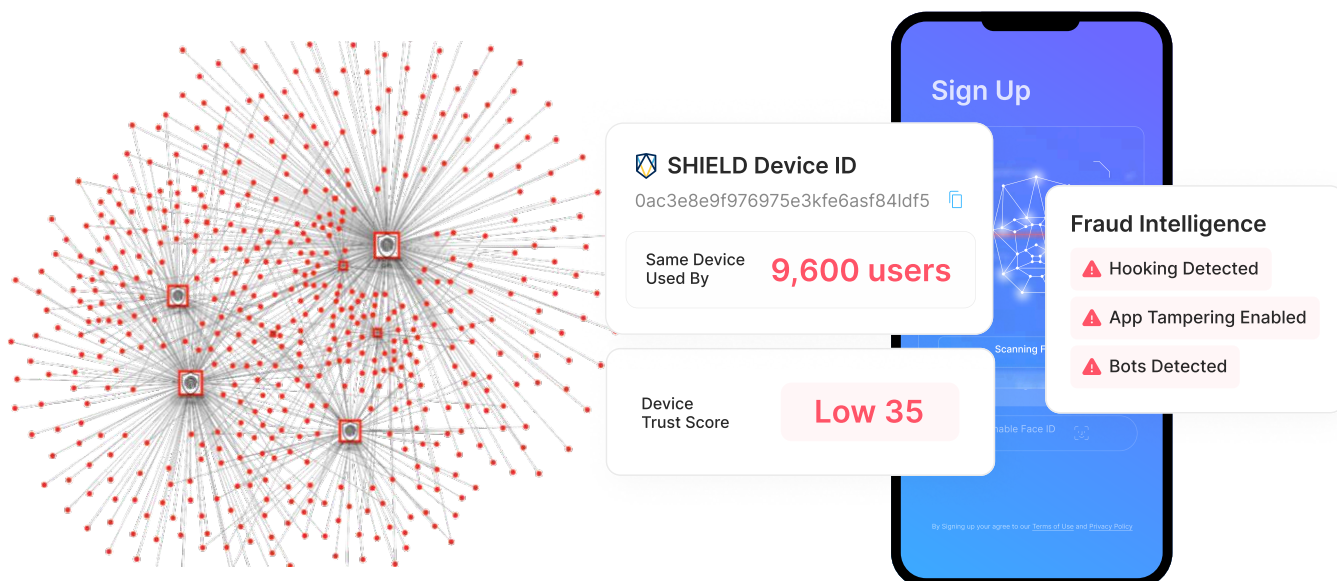 Sign Up
SHIELD Device ID
0ac3e8e9f976975e3kfe6asf84ldf5
Same Device
Used By
9,600 users
Device
Trust Score
Low 35
Fraud Intelligence
Hooking Detected
App Tampering Enabled
Bots Detected
Scanning
Face ID
By Signing up your agree to our Terms of Use and Privacy Policy